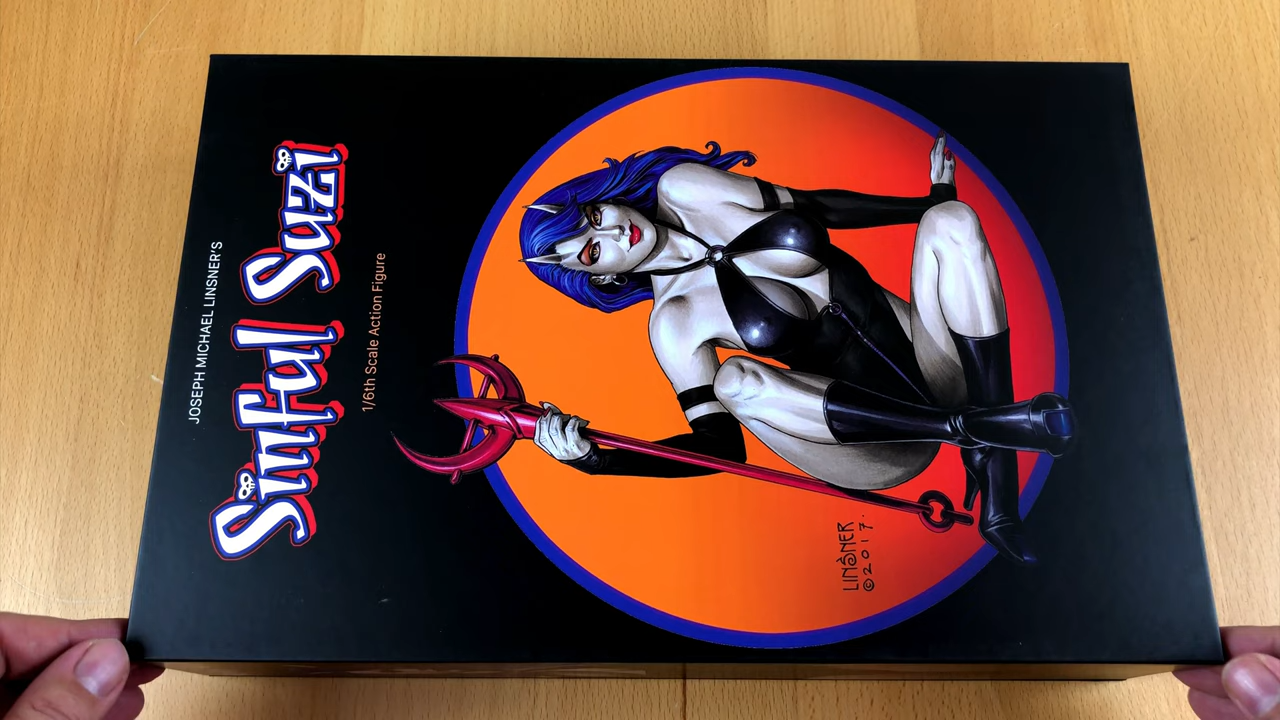 JOSEPH MICHAEL LINSNER'S
Sinful Suzi
1/6th Scale Action Figure
LINSNER
©2017.